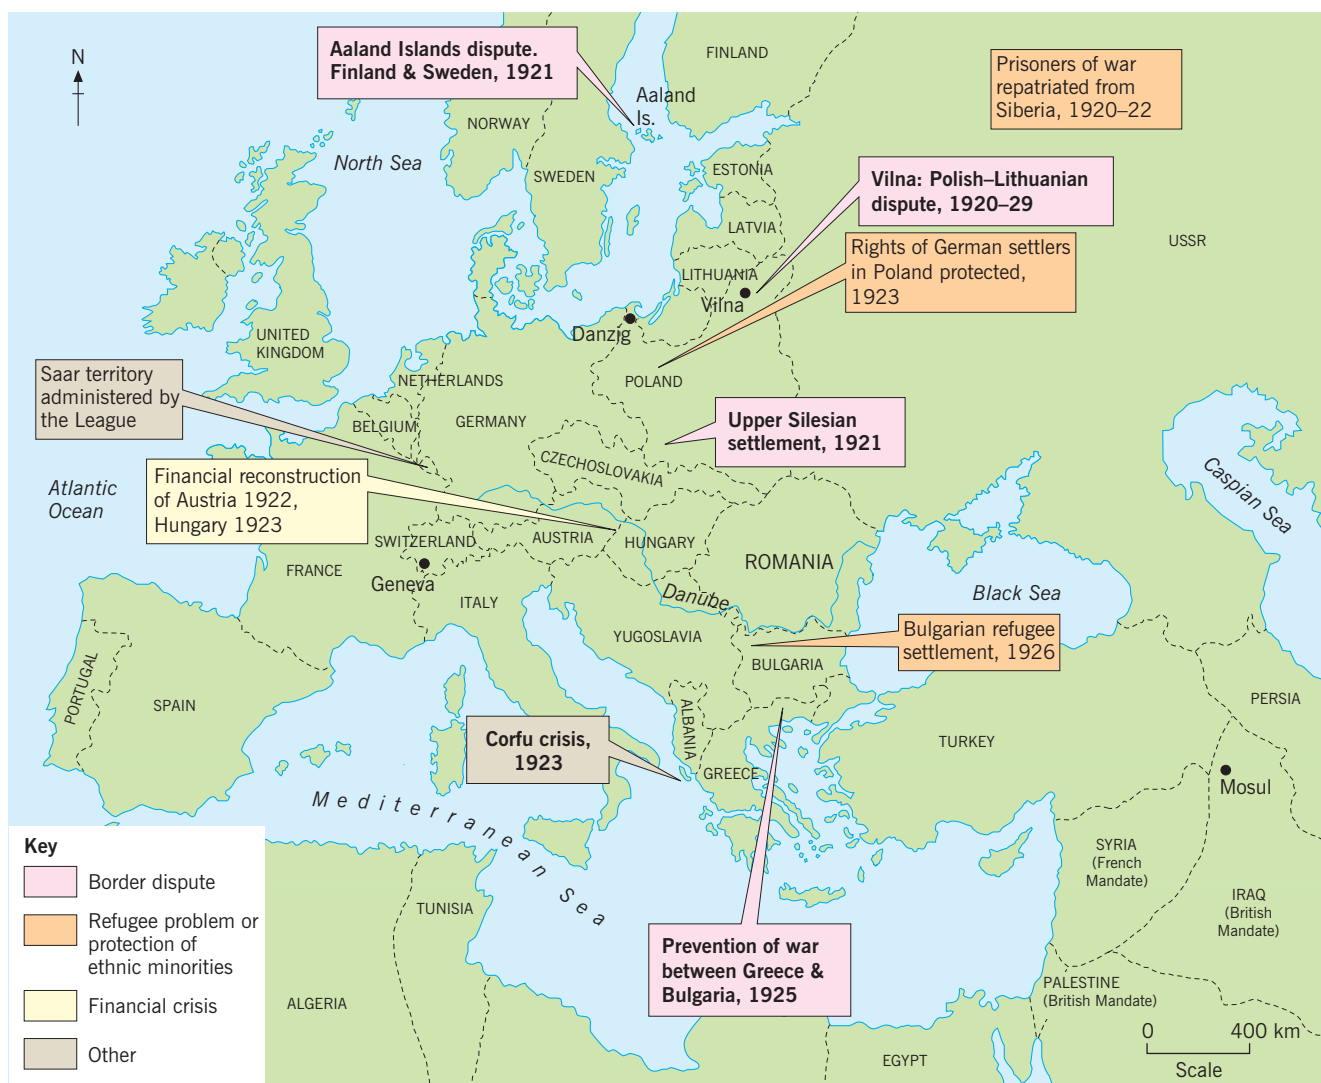 N
Aaland Islands dispute.
Finland & Sweden, 1921
FINLAND
Prisoners of war
repatriated from
Siberia, 1920–22
Aaland
Is.
NORWAY
North Sea
SWEDEN
ESTONIA
Vilna: Polish–Lithuanian
dispute, 1920–29
LATVIA
USSR
Rights of German settlers
in Poland protected,
1923
LITHUANIA
Vilna
Danzig
UNITED
KINGDOM
Saar territory
administered by
the League
NETHERLANDS
POLAND
BELGIUM
GERMANY
Upper Silesian
settlement, 1921
CZECHOSLOVAKIA
Caspian Sea
Atlantic
Ocean
Financial reconstruction
of Austria 1922,
Hungary 1923
SWITZERLAND
AUSTRIA
HUNGARY
ROMANIA
FRANCE
Geneva
ITALY
Danube
Black Sea
YUGOSLAVIA
Bulgarian refugee
settlement, 1926
BULGARIA
PORTUGAL
SPAIN
ALBANIA
PERSIA
Corfu crisis,
1923
TURKEY
GREECE
Mosul
Mediterranean Sea
Key
Border dispute
Refugee problem or
protection of
ethnic minorities
Financial crisis
Other
SYRIA
(French
Mandate)
IRAQ
(British
Mandate)
TUNISIA
Prevention of war
between Greece &
Bulgaria, 1925
ALGERIA
PALESTINE
(British Mandate)
EGYPT
0 400 km
Scale